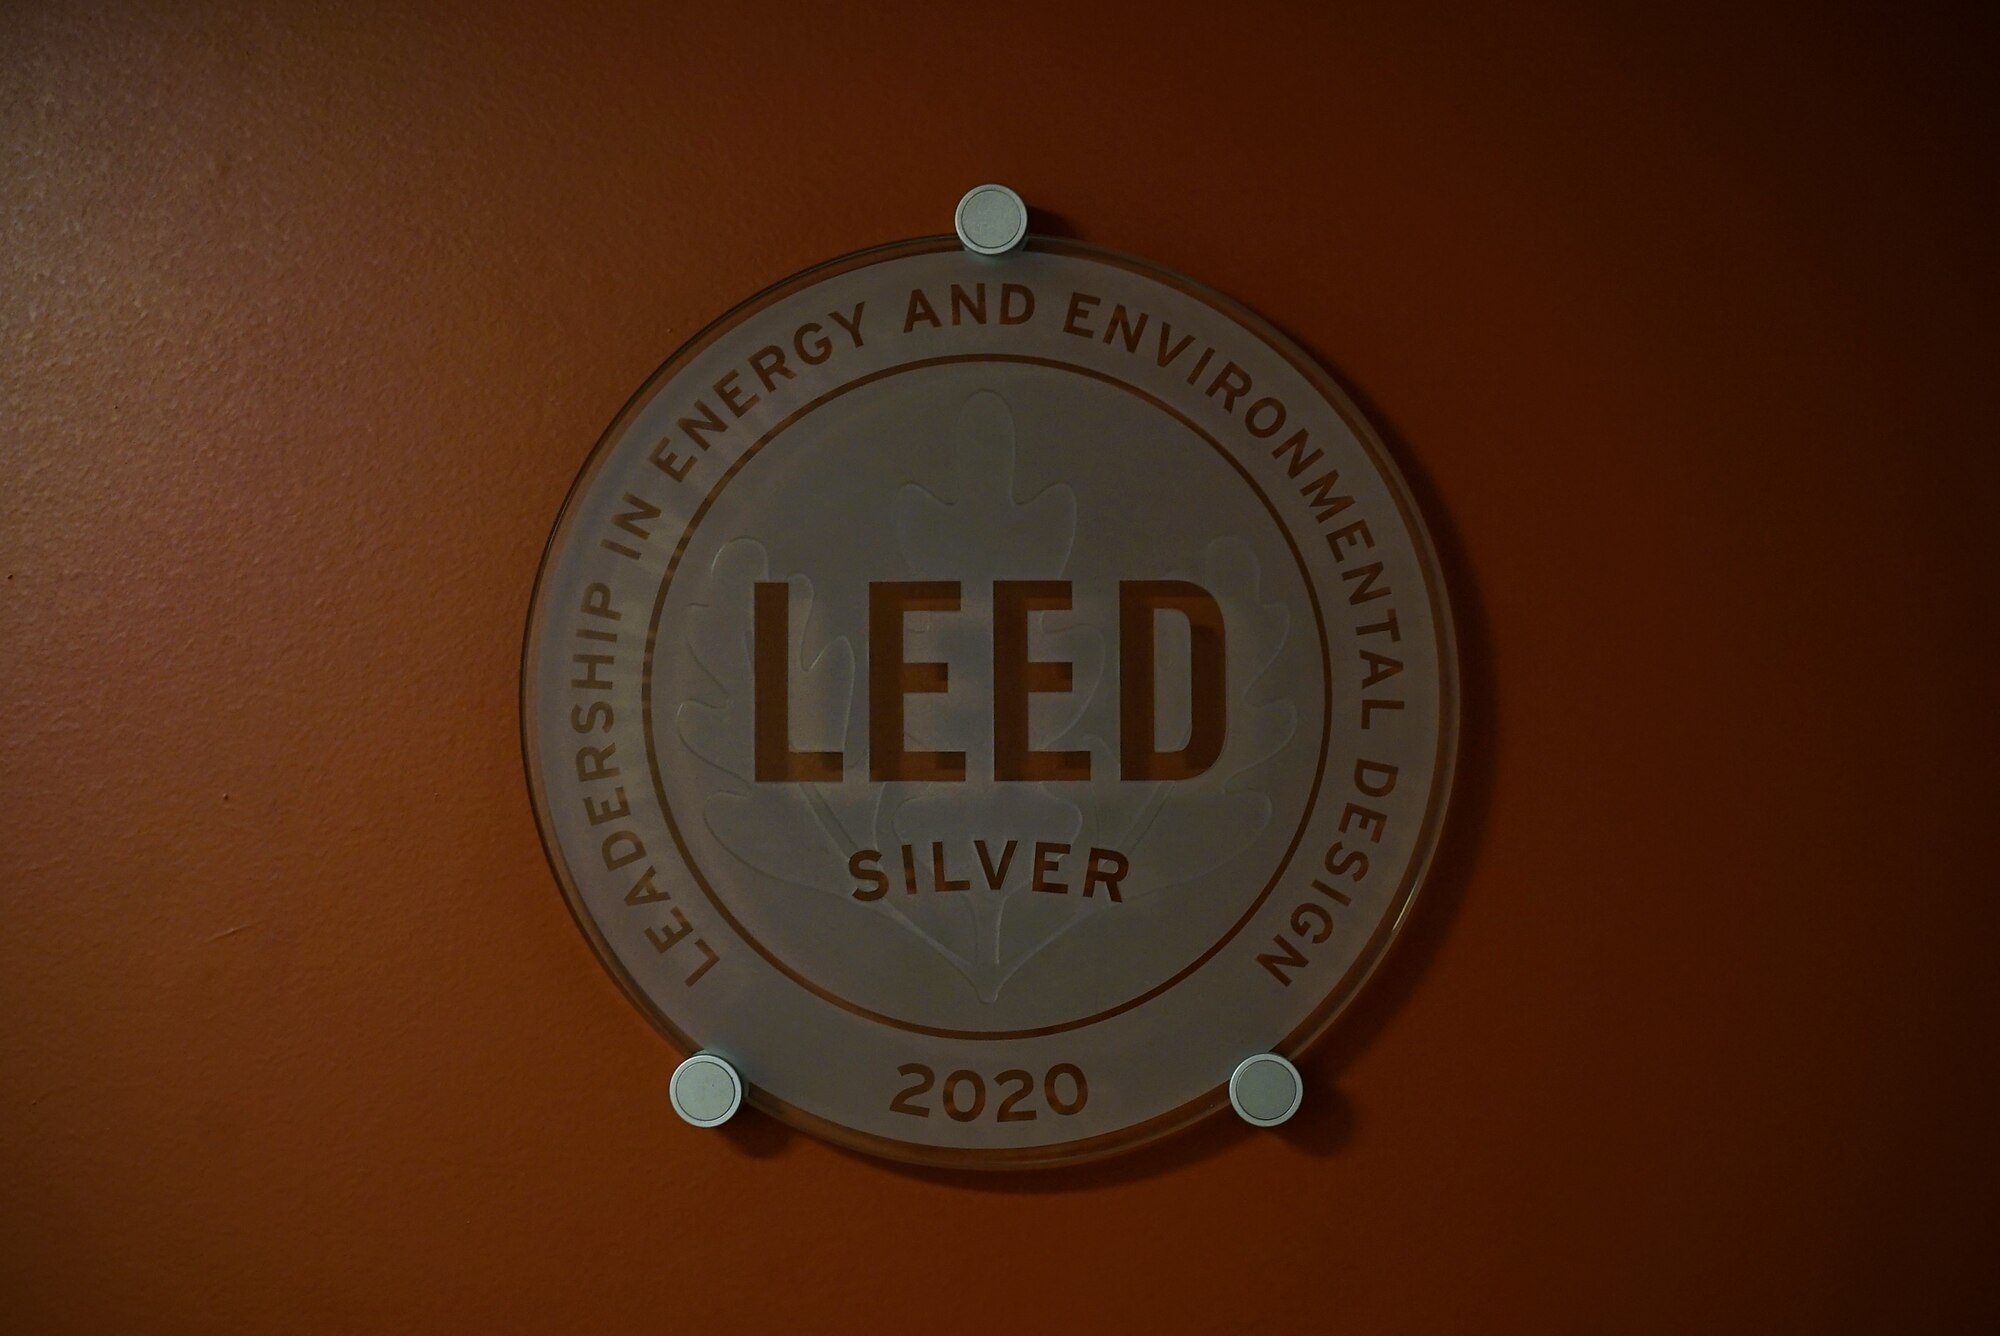 LEADERSHIP IN ENERGY AND ENVIRONMENTAL DESIGN
LEED
SILVER
2020